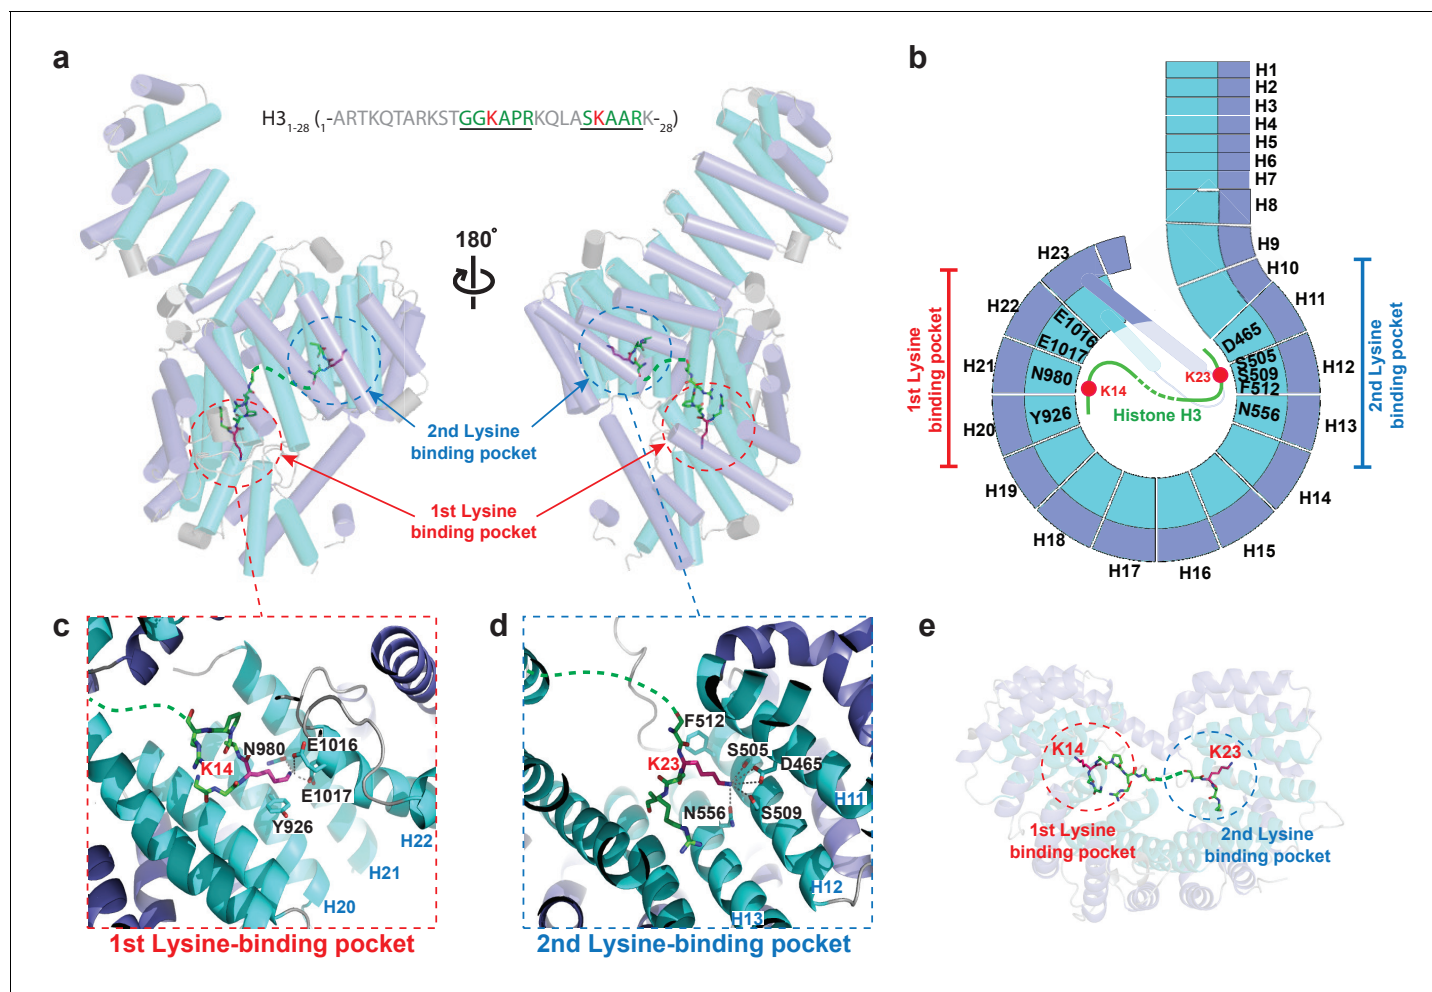 a
H3₁₋₂₈ (₁-ARTKQTARKSTGGKAPRKQLASKAARK-₂₈)
180°
2nd Lysine
binding pocket
1st Lysine
binding pocket
b
H1
H2
H3
H4
H5
H6
H7
H8
H9
H10
H11
H12
H13
H14
H15
H16
H17
H18
H19
H20
H21
H22
H23
1st Lysine
binding pocket
2nd Lysine
binding pocket
E1016
E1017
N980
Y926
D465
S505
S509
F512
N556
K14
K23
Histone H3
c
N980
E1016
K14
E1017
Y926
H22
H21
H20
1st Lysine-binding pocket
d
F512
S505
K23
D465
N556
S509
H11
H12
H13
2nd Lysine-binding pocket
e
K14
K23
1st Lysine
binding pocket
2nd Lysine
binding pocket